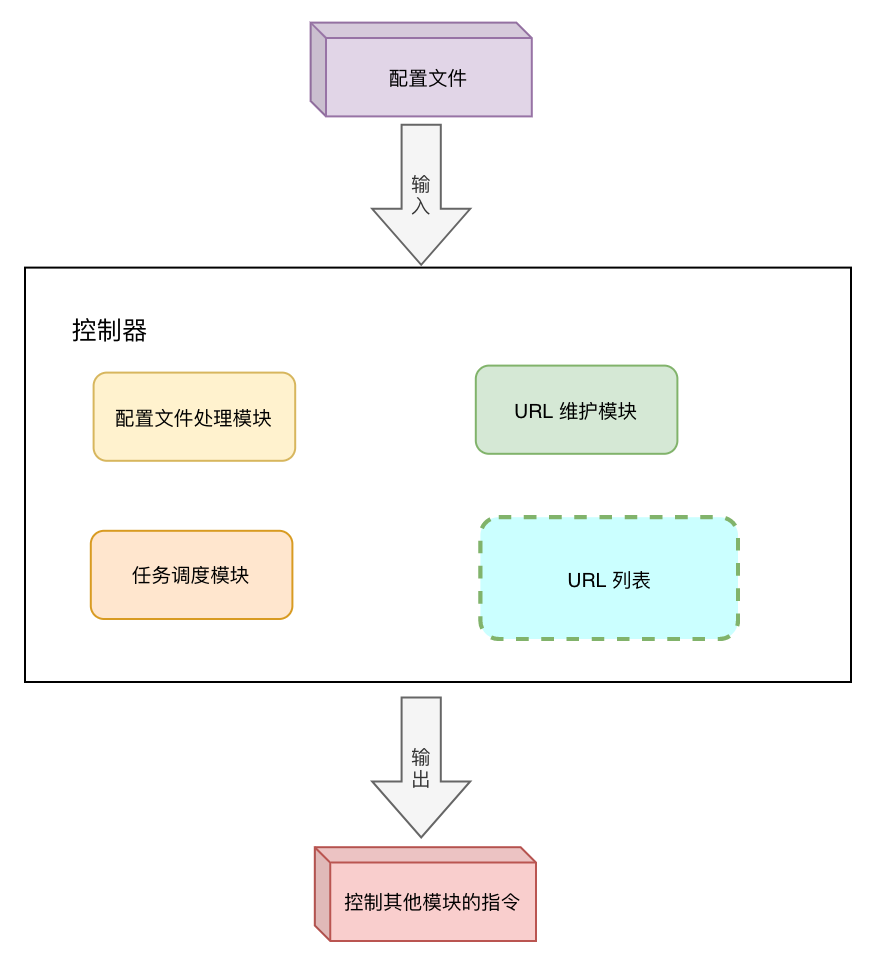 配置文件
输
入
控制器
配置文件处理模块
URL 维护模块
任务调度模块
URL 列表
输
出
控制其他模块的指令